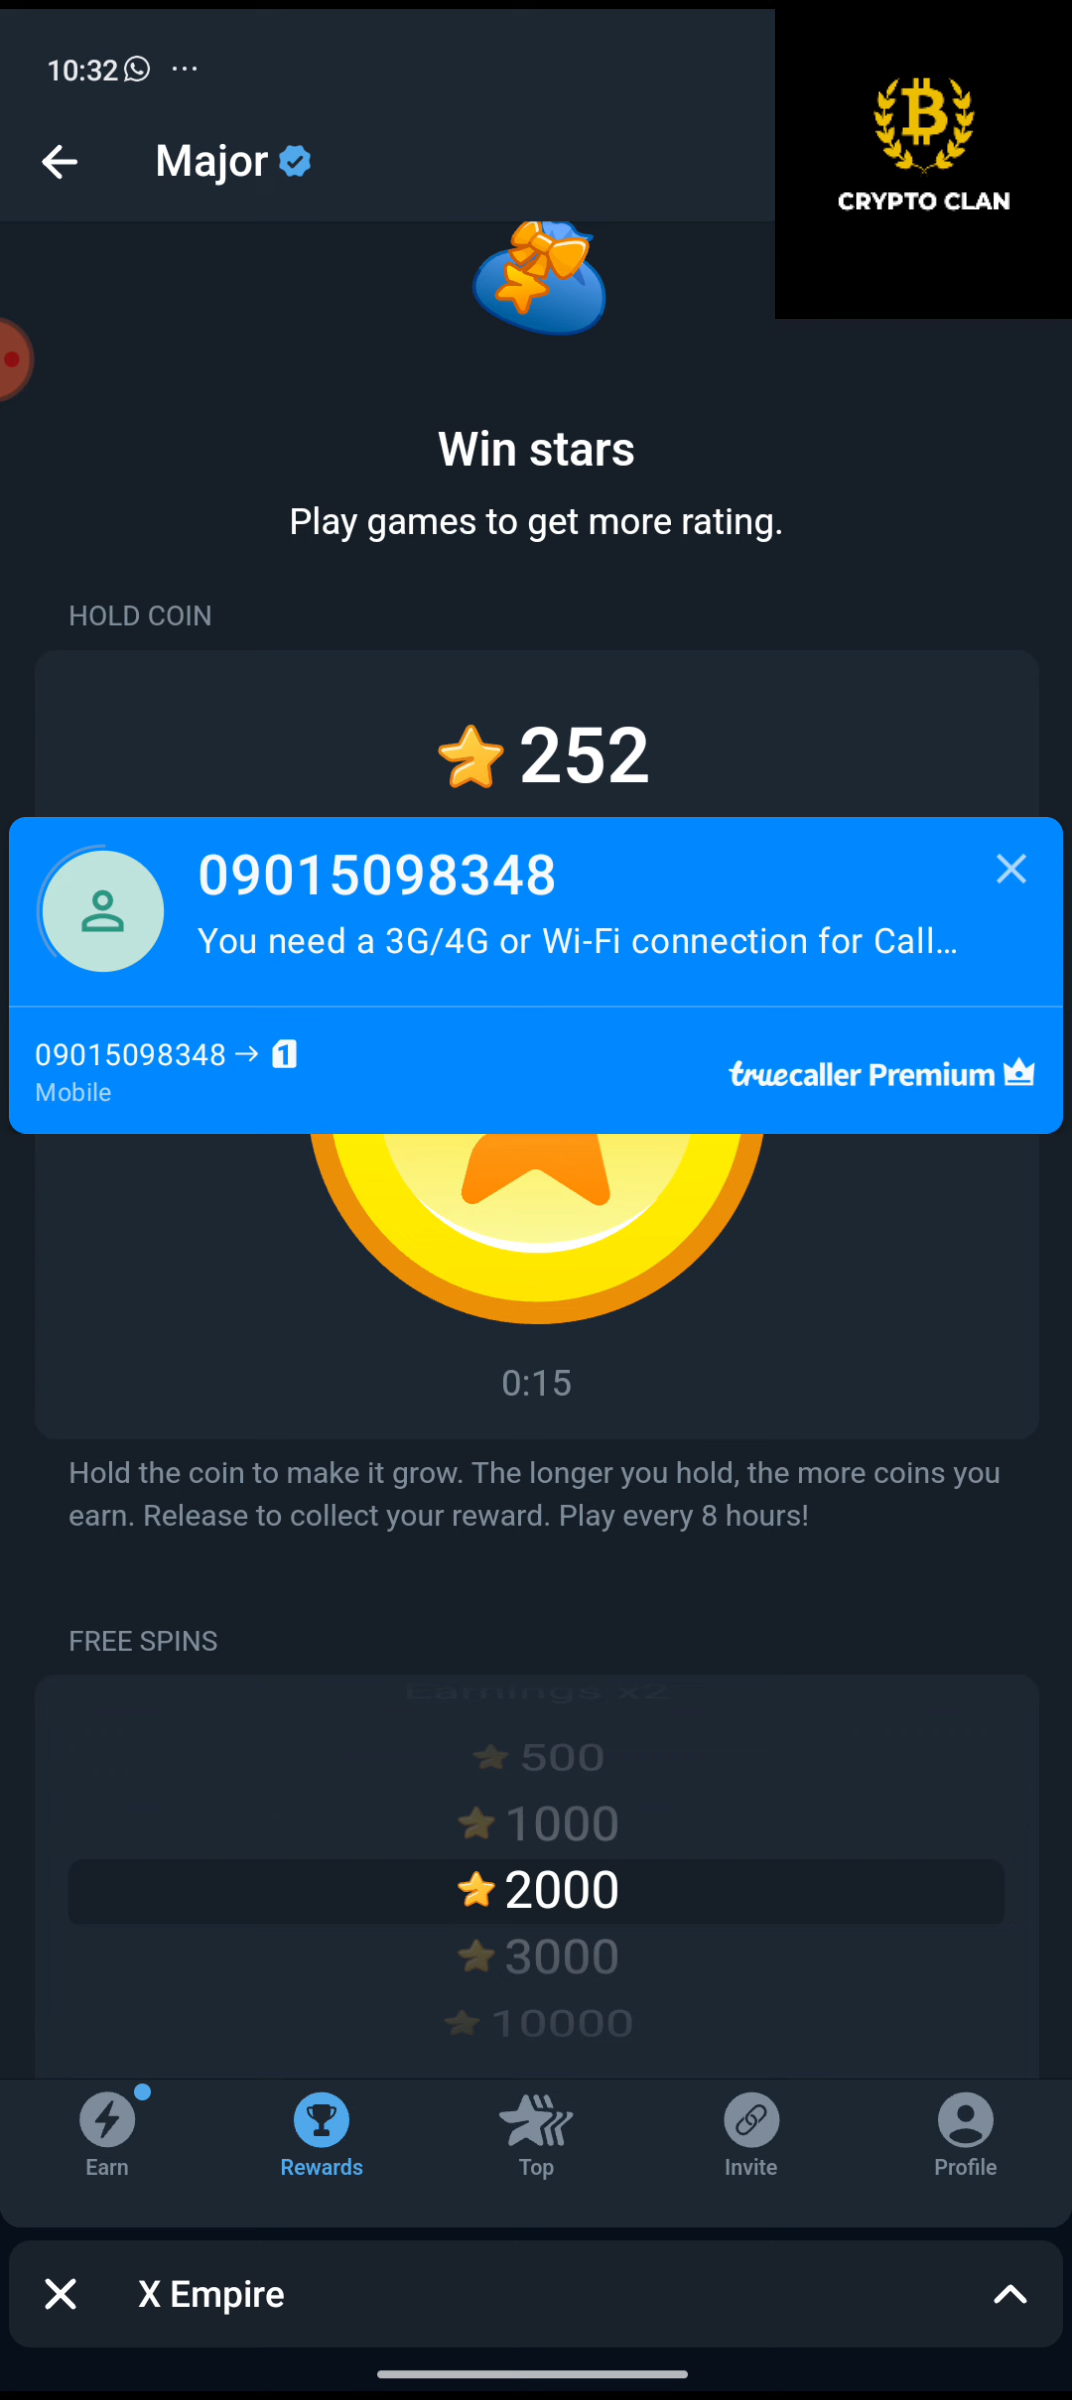 10:32
Major
CRYPTO CLAN
Win stars
Play games to get more rating.
HOLD COIN
252
09015098348
You need a 3G/4G or Wi-Fi connection for Call...
09015098348 → 1
Mobile
truecaller Premium
0:15
Hold the coin to make it grow. The longer you hold, the more coins you
earn. Release to collect your reward. Play every 8 hours!
FREE SPINS
Earnings x2
500
1000
2000
3000
10000
Earn
Rewards
Top
Invite
Profile
X Empire